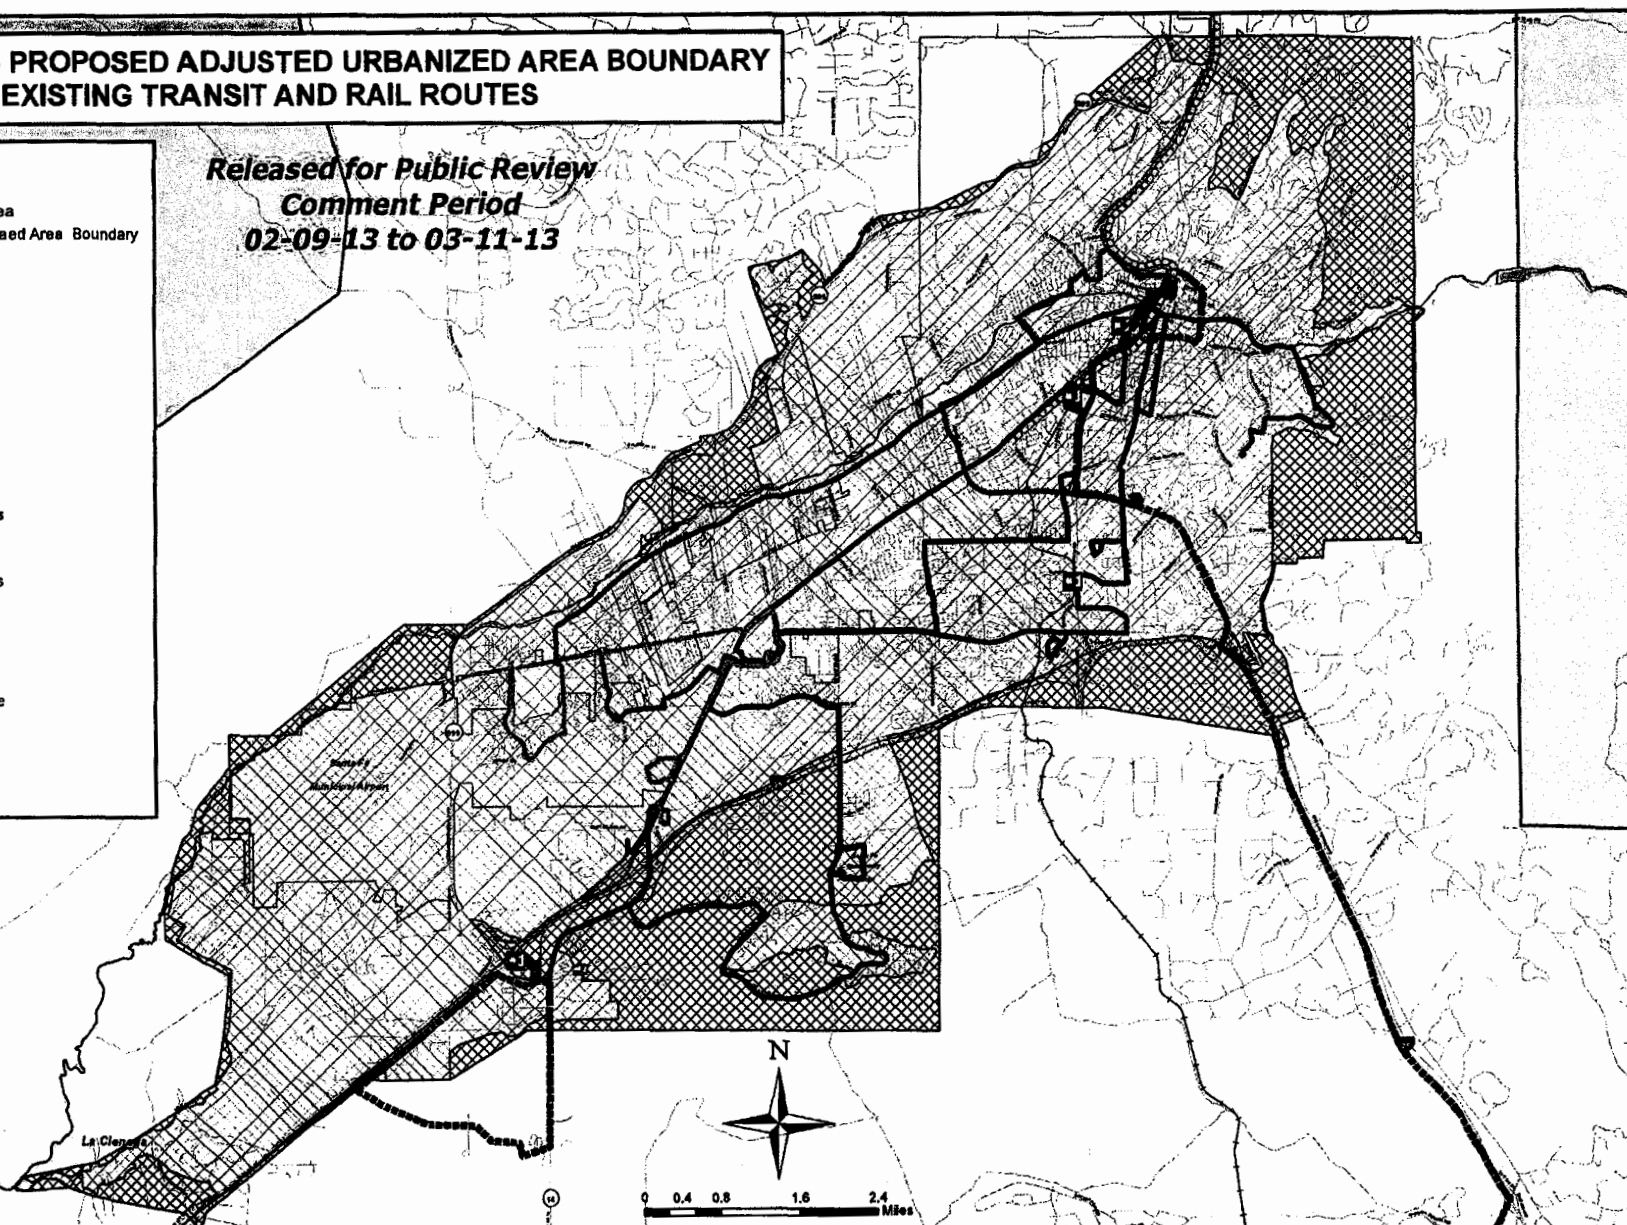 PROPOSED ADJUSTED URBANIZED AREA BOUNDARY
EXISTING TRANSIT AND RAIL ROUTES
Released for Public Review
Comment Period
02-09-13 to 03-11-13
ea
aed Area Boundary
s
s
e
Santa Fe
Municipal Airport
La Cienega
N
14
0 0.4 0.8 1.6 2.4
Miles